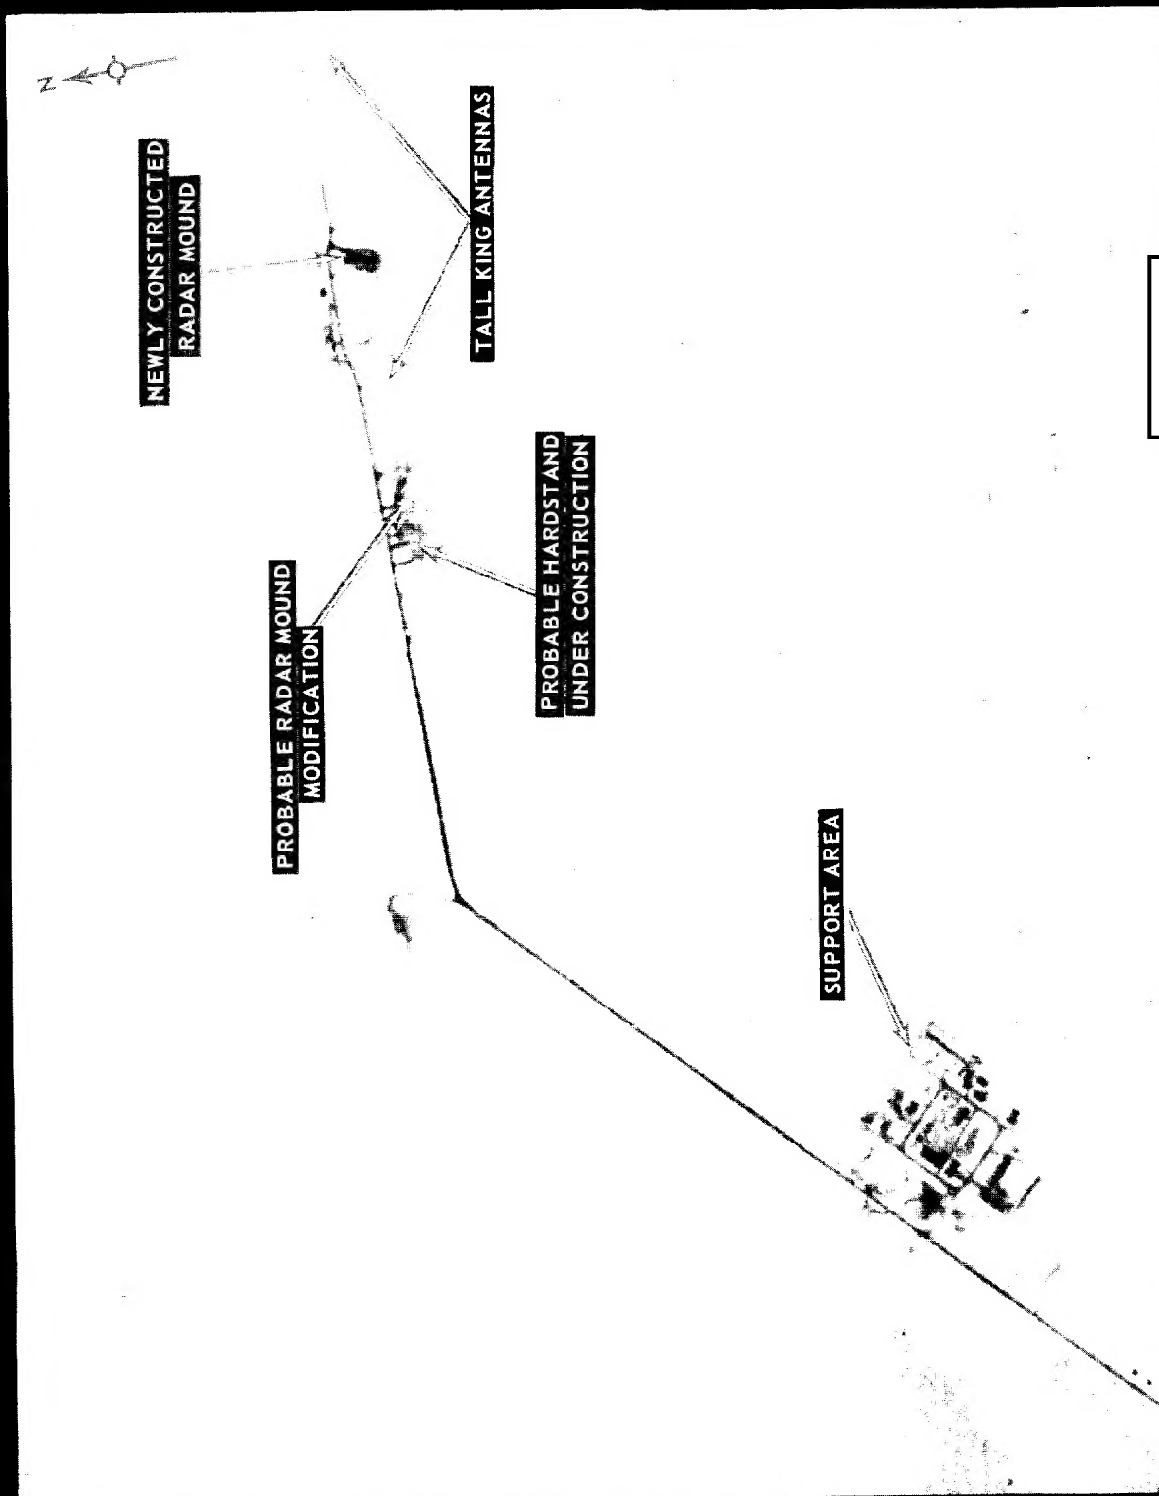 N
NEWLY CONSTRUCTED
RADAR MOUND
TALL KING ANTENNAS
PROBABLE RADAR MOUND
MODIFICATION
PROBABLE HARDSTAND
UNDER CONSTRUCTION
SUPPORT AREA